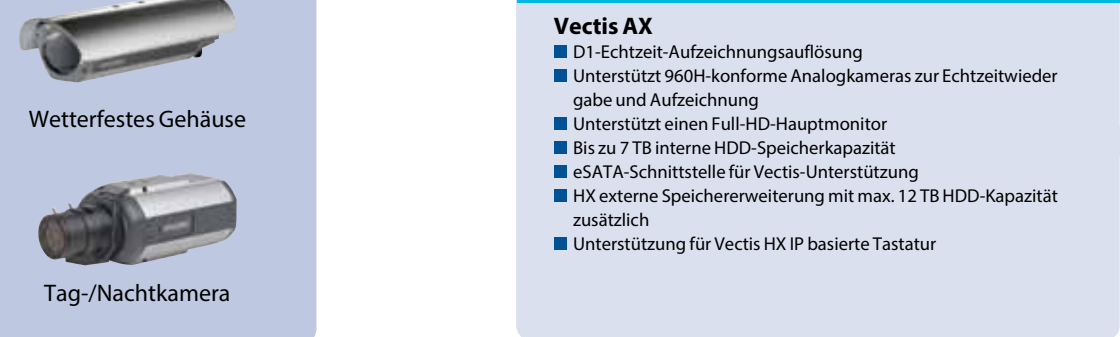 Wetterfestes Gehäuse
Tag-/Nachtkamera
Vectis AX
D1-Echtzeit-Aufzeichnungsauflösung
Unterstützt 960H-konforme Analogkameras zur Echtzeitwieder
gabe und Aufzeichnung
Unterstützt einen Full-HD-Hauptmonitor
Bis zu 7 TB interne HDD-Speicherkapazität
eSATA-Schnittstelle für Vectis-Unterstützung
HX externe Speichererweiterung mit max. 12 TB HDD-Kapazität
zusätzlich
Unterstützung für Vectis HX IP basierte Tastatur